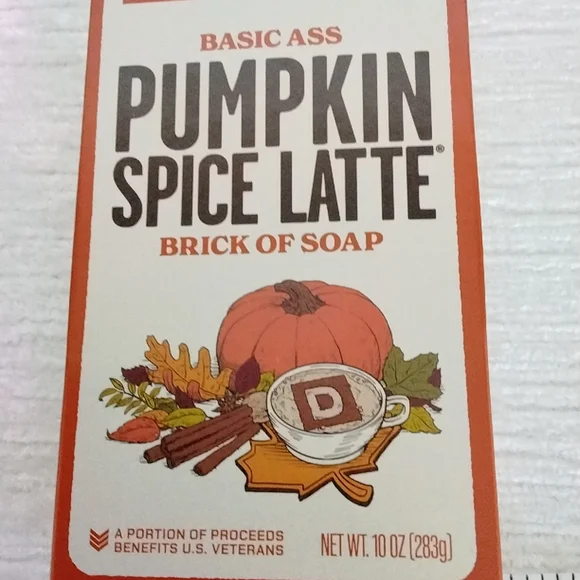 BASIC ASS
PUMPKIN
SPICE LATTE®
BRICK OF SOAP
D
A PORTION OF PROCEEDS
BENEFITS U.S. VETERANS
NET WT. 10 OZ (283g)